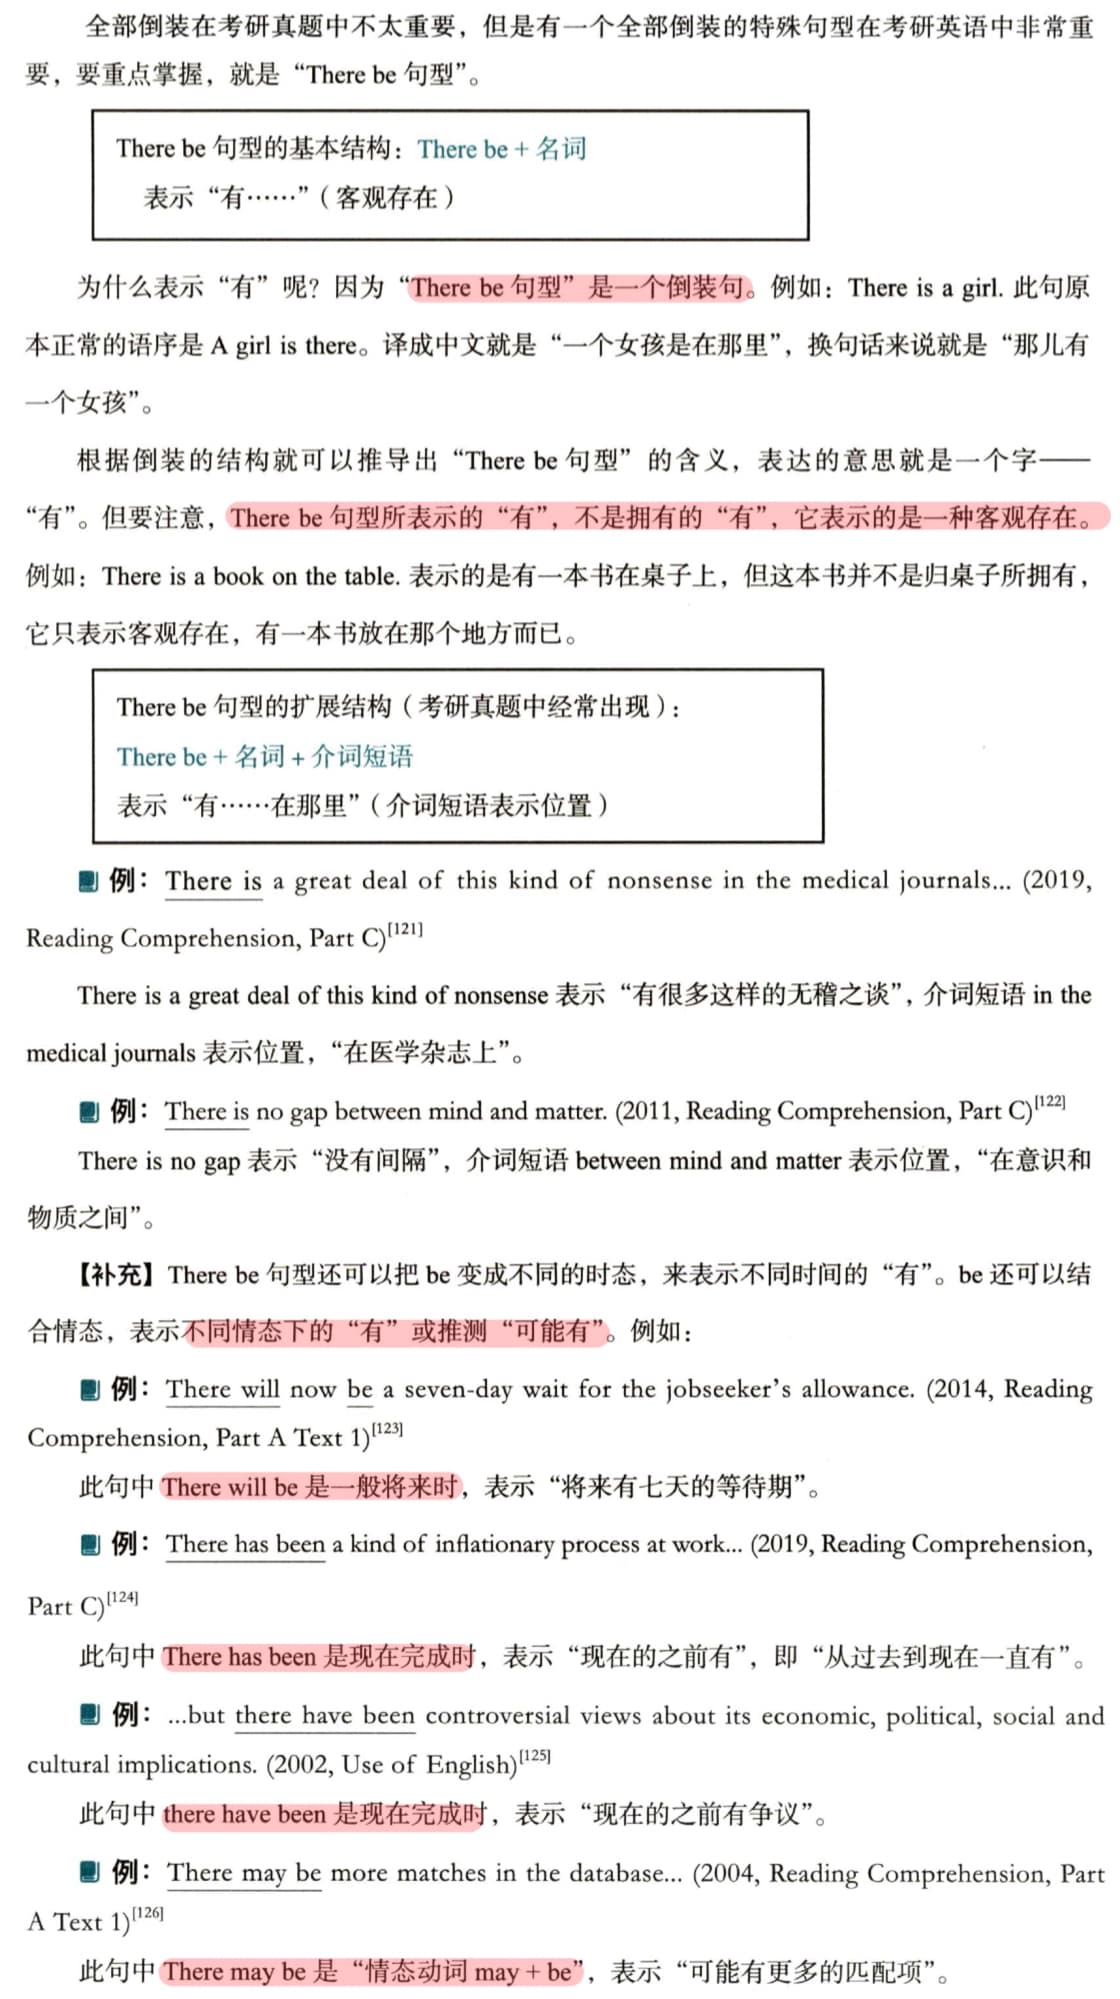 全部倒装在考研真题中不太重要，但是有一个全部倒装的特殊句型在考研英语中非常重
要，要重点掌握，就是“There be 句型”。
There be 句型的基本结构：There be + 名词
表示“有……”（客观存在）
为什么表示“有”呢？因为“There be 句型”是一个倒装句。例如：There is a girl. 此句原
本正常的语序是 A girl is there。译成中文就是“一个女孩是在那里”，换句话来说就是“那儿有
一个女孩”。
根据倒装的结构就可以推导出“There be 句型”的含义，表达的意思就是一个字——
“有”。但要注意，There be 句型所表示的“有”，不是拥有的“有”，它表示的是一种客观存在。
例如：There is a book on the table. 表示的是有一本书在桌子上，但这本书并不是归桌子所拥有，
它只表示客观存在，有一本书放在那个地方而已。
There be 句型的扩展结构（考研真题中经常出现）：
There be + 名词 + 介词短语
表示“有……在那里”（介词短语表示位置）
例：There is a great deal of this kind of nonsense in the medical journals... (2019,
Reading Comprehension, Part C)[121]
There is a great deal of this kind of nonsense 表示“有很多这样的无稽之谈”，介词短语 in the
medical journals 表示位置，“在医学杂志上”。
例：There is no gap between mind and matter. (2011, Reading Comprehension, Part C)[122]
There is no gap 表示“没有间隔”，介词短语 between mind and matter 表示位置，“在意识和
物质之间”。
【补充】There be 句型还可以把 be 变成不同的时态，来表示不同时间的“有”。be 还可以结
合情态，表示不同情态下的“有”或推测“可能有”。例如：
例：There will now be a seven-day wait for the jobseeker’s allowance. (2014, Reading
Comprehension, Part A Text 1)[123]
此句中 There will be 是一般将来时，表示“将来有七天的等待期”。
例：There has been a kind of inflationary process at work... (2019, Reading Comprehension,
Part C)[124]
此句中 There has been 是现在完成时，表示“现在的之前有”，即“从过去到现在一直有”。
例：...but there have been controversial views about its economic, political, social and
cultural implications. (2002, Use of English)[125]
此句中 there have been 是现在完成时，表示“现在的之前有争议”。
例：There may be more matches in the database... (2004, Reading Comprehension, Part
A Text 1)[126]
此句中 There may be 是“情态动词 may + be”，表示“可能有更多的匹配项”。